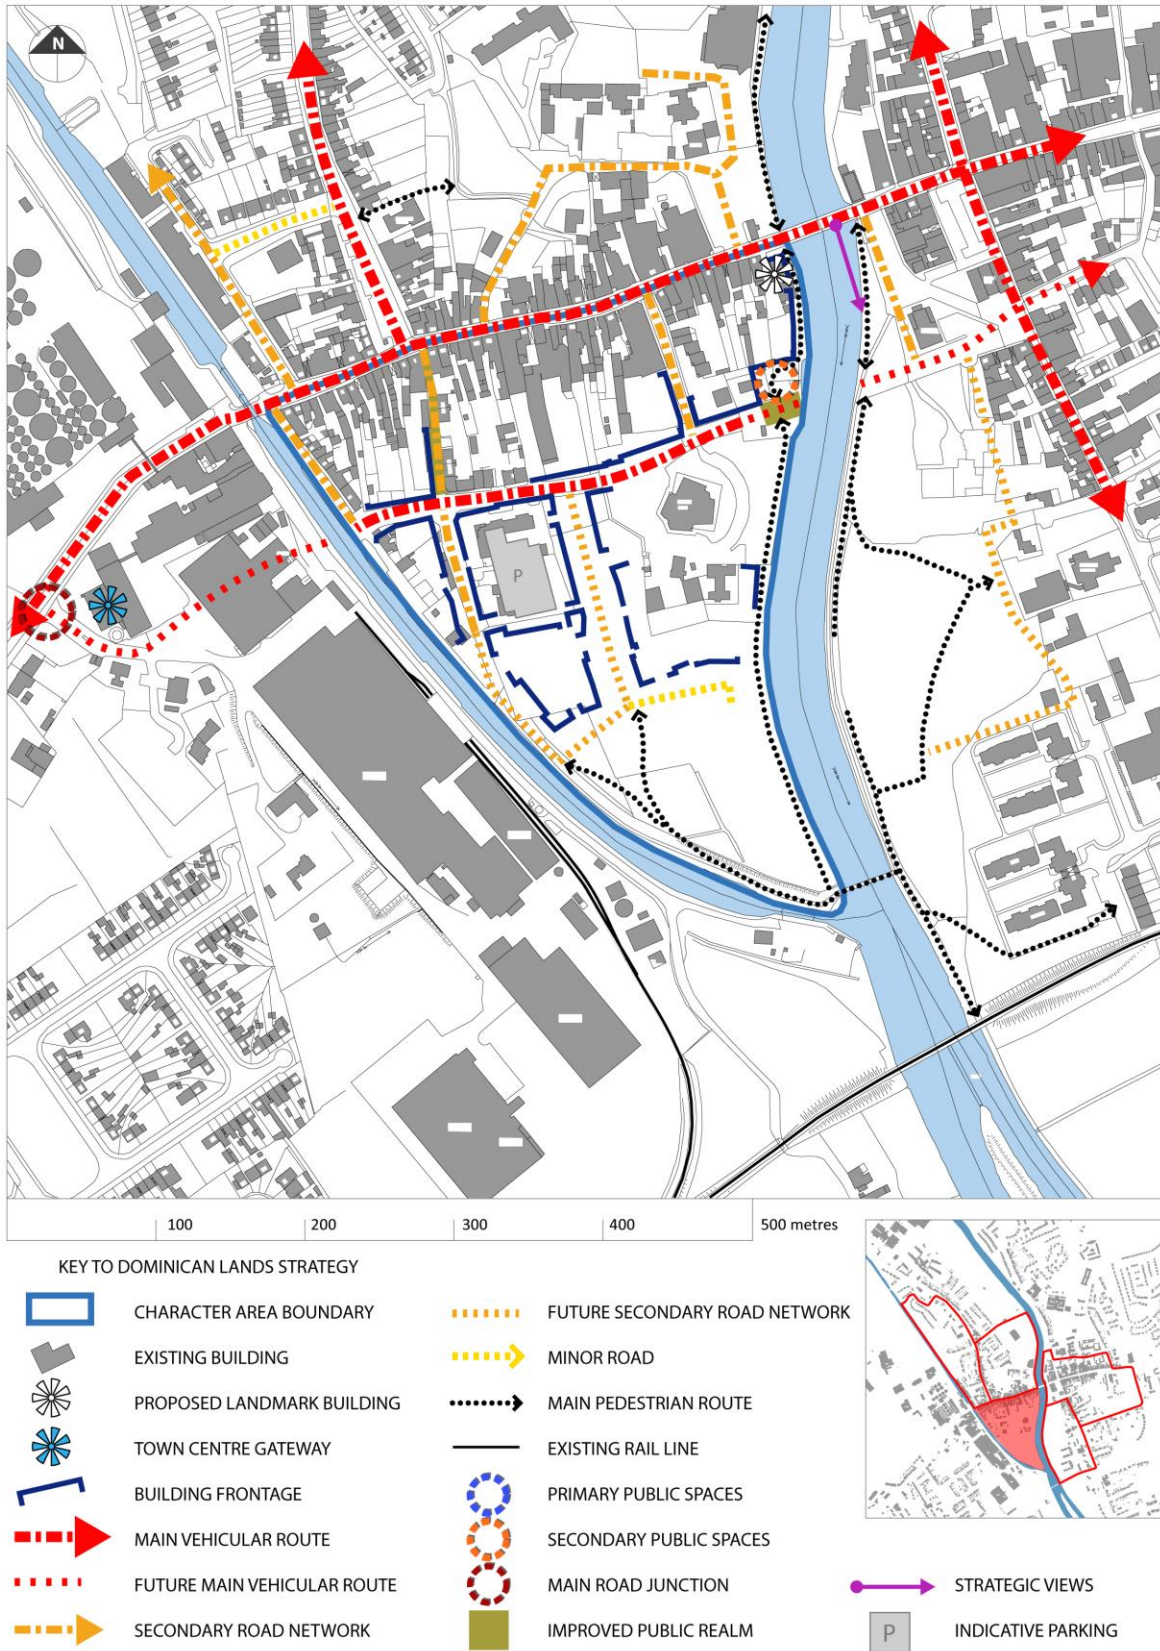 N
P
100 200 300 400 500 metres
KEY TO DOMINICAN LANDS STRATEGY
CHARACTER AREA BOUNDARY
EXISTING BUILDING
PROPOSED LANDMARK BUILDING
TOWN CENTRE GATEWAY
BUILDING FRONTAGE
MAIN VEHICULAR ROUTE
FUTURE MAIN VEHICULAR ROUTE
SECONDARY ROAD NETWORK
FUTURE SECONDARY ROAD NETWORK
MINOR ROAD
MAIN PEDESTRIAN ROUTE
EXISTING RAIL LINE
PRIMARY PUBLIC SPACES
SECONDARY PUBLIC SPACES
MAIN ROAD JUNCTION
IMPROVED PUBLIC REALM
STRATEGIC VIEWS
P
INDICATIVE PARKING